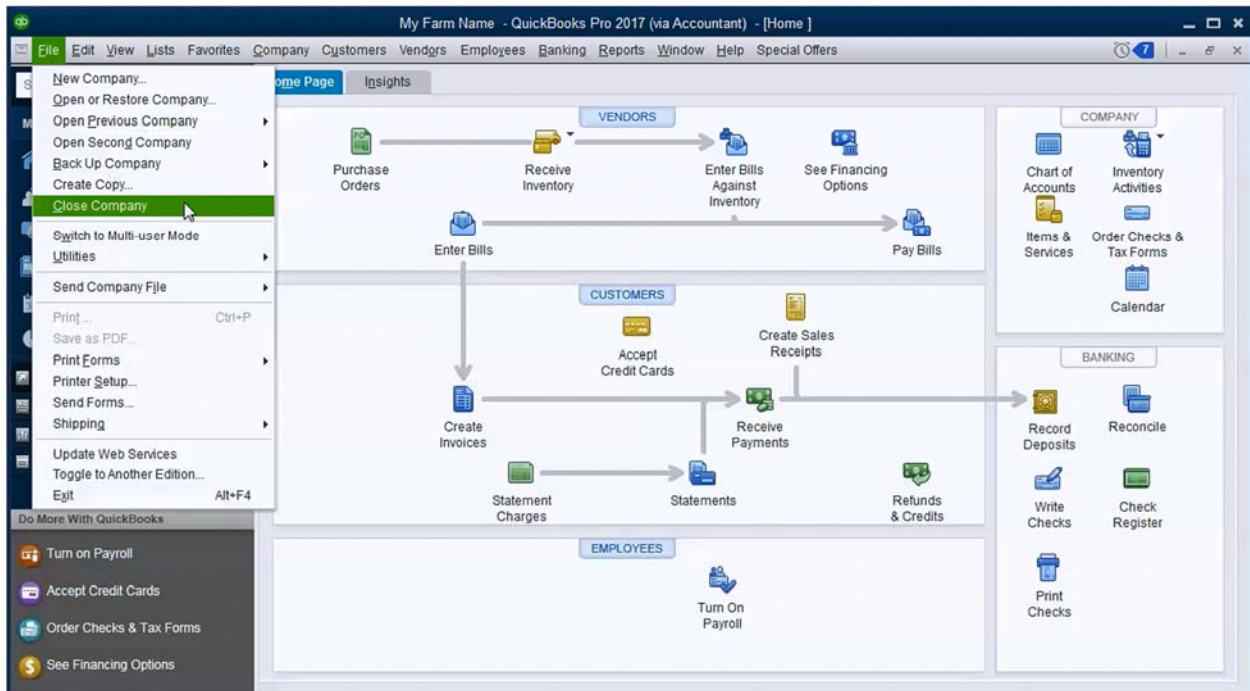 qb
My Farm Name - QuickBooks Pro 2017 (via Accountant) - [Home ]
File Edit View Lists Favorites Company Customers Vendors Employees Banking Reports Window Help Special Offers
7
New Company...
Open or Restore Company...
Open Previous Company
Open Second Company
Back Up Company
Create Copy...
Close Company
Switch to Multi-user Mode
Utilities
Send Company File
Print... Ctrl+P
Save as PDF...
Print Forms
Printer Setup...
Send Forms...
Shipping
Update Web Services
Toggle to Another Edition...
Exit Alt+F4
Do More With QuickBooks
Turn on Payroll
Accept Credit Cards
Order Checks & Tax Forms
See Financing Options
ome Page Insights
VENDORS
Purchase
Orders
Receive
Inventory
Enter Bills
Against
Inventory
See Financing
Options
Enter Bills
Pay Bills
CUSTOMERS
Accept
Credit Cards
Create Sales
Receipts
Create
Invoices
Receive
Payments
Statement
Charges
Statements
Refunds
& Credits
EMPLOYEES
Turn On
Payroll
COMPANY
Chart of
Accounts
Inventory
Activities
Items &
Services
Order Checks &
Tax Forms
Calendar
BANKING
Record
Deposits
Reconcile
Write
Checks
Check
Register
Print
Checks